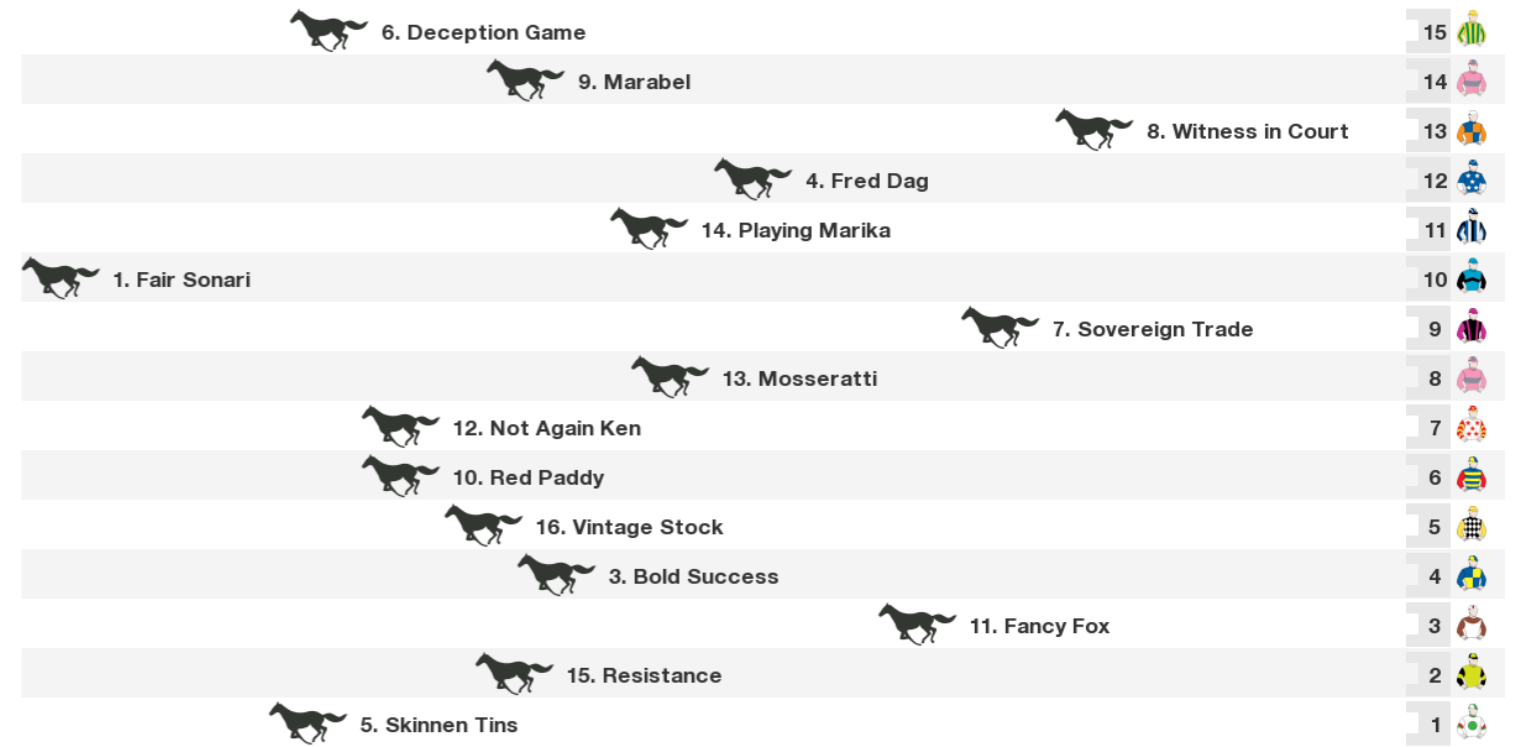 6. Deception Game 15
9. Marabel 14
8. Witness in Court 13
4. Fred Dag 12
14. Playing Marika 11
1. Fair Sonari 10
7. Sovereign Trade 9
13. Mosseratti 8
12. Not Again Ken 7
10. Red Paddy 6
16. Vintage Stock 5
3. Bold Success 4
11. Fancy Fox 3
15. Resistance 2
5. Skinnen Tins 1